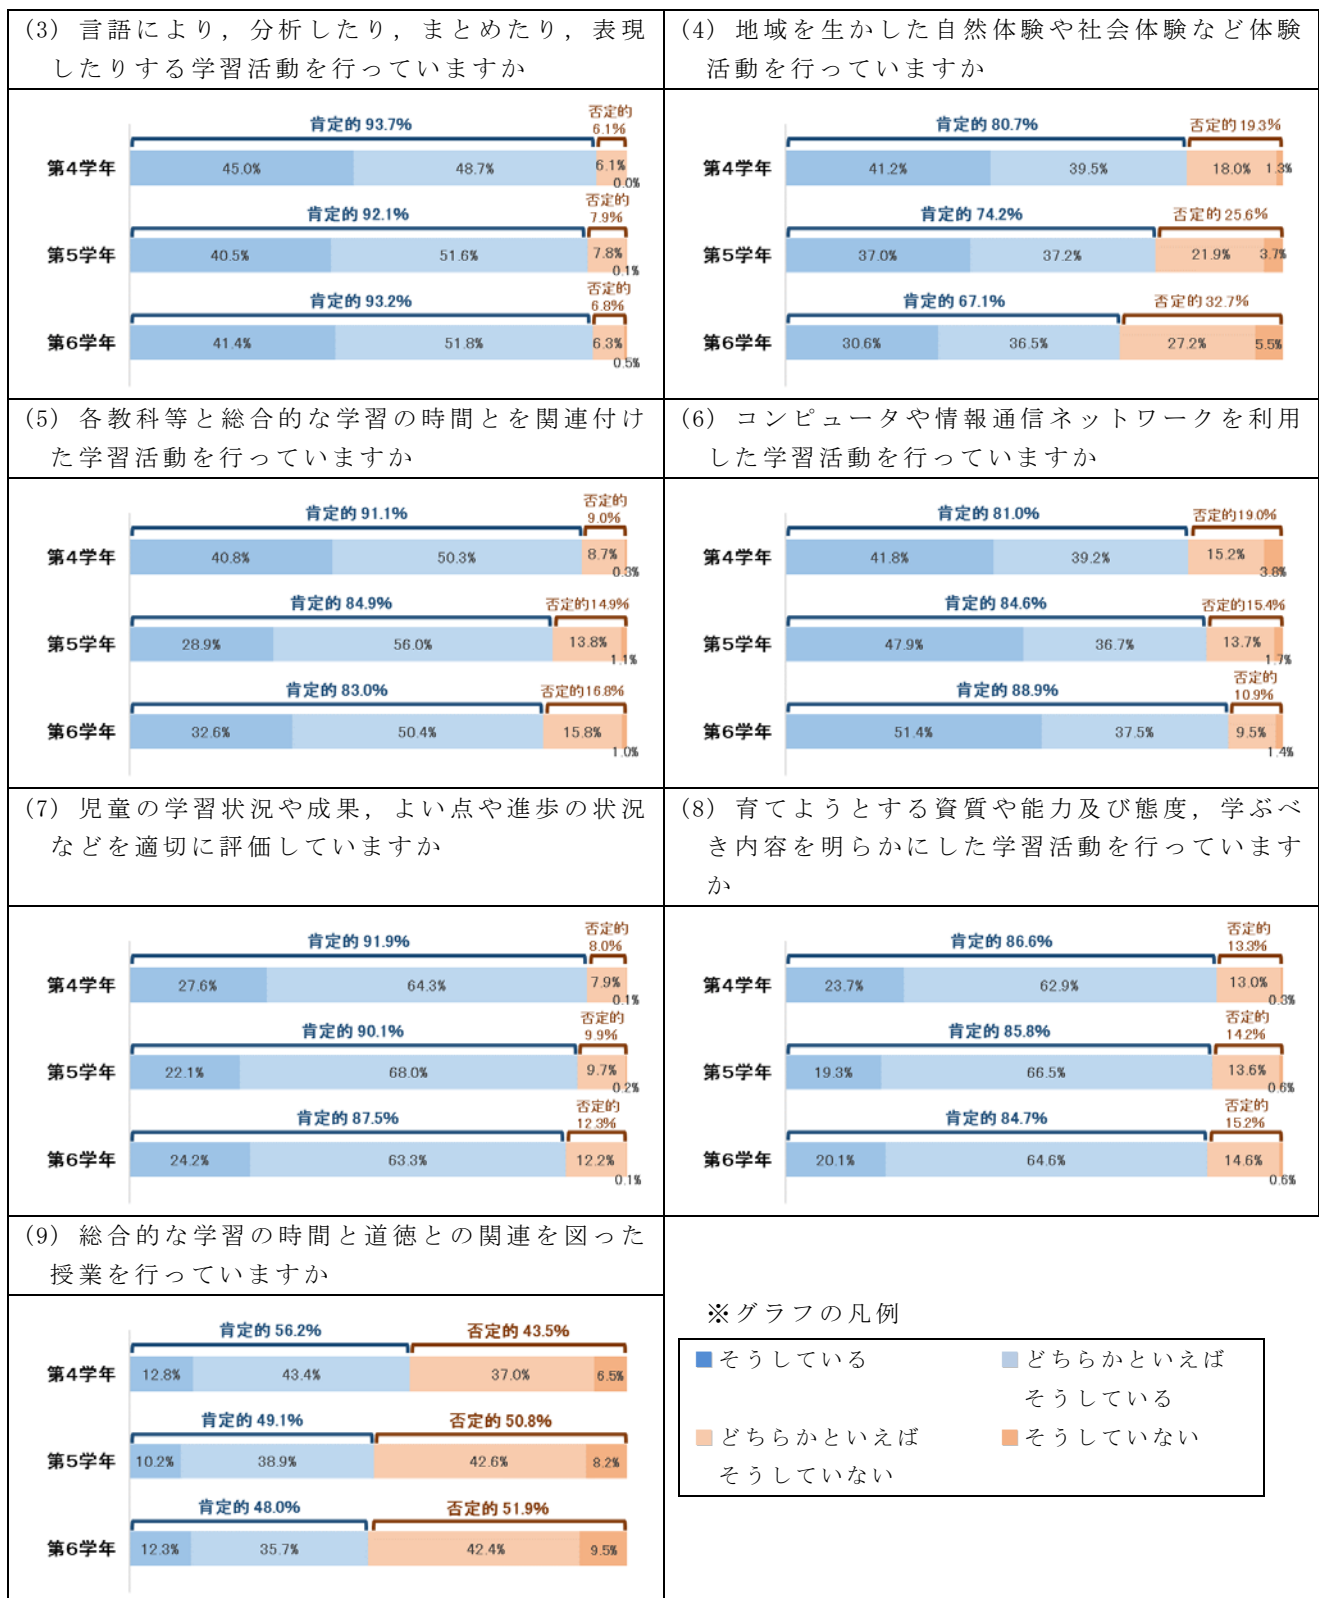 (3) 言語により，分析したり，まとめたり，表現
したりする学習活動を行っていますか
否定的
肯定的 93.7%
6.1%
第4学年
45.0%
48.7%
6.1%
0.0%
否定的
肯定的 92.1%
7.9%
第5学年
40.5%
51.6%
7.8%
0.1%
否定的
肯定的 93.2%
6.8%
第6学年
41.4%
51.8%
6.3%
0.5%
(4) 地域を生かした自然体験や社会体験など体験
活動を行っていますか
肯定的 80.7%
否定的 19.3%
第4学年
41.2%
39.5%
18.0%
1.3%
肯定的 74.2%
否定的 25.6%
第5学年
37.0%
37.2%
21.9%
3.7%
肯定的 67.1%
否定的 32.7%
第6学年
30.6%
36.5%
27.2%
5.5%
(5) 各教科等と総合的な学習の時間とを関連付け
た学習活動を行っていますか
否定的
肯定的 91.1%
9.0%
第4学年
40.8%
50.3%
8.7%
0.3%
肯定的 84.9%
否定的14.9%
第5学年
28.9%
56.0%
13.8%
1.1%
肯定的 83.0%
否定的16.8%
第6学年
32.6%
50.4%
15.8%
1.0%
(6) コンピュータや情報通信ネットワークを利用
した学習活動を行っていますか
肯定的 81.0%
否定的19.0%
第4学年
41.8%
39.2%
15.2%
3.8%
肯定的 84.6%
否定的15.4%
第5学年
47.9%
36.7%
13.7%
1.7%
否定的
肯定的 88.9%
10.9%
第6学年
51.4%
37.5%
9.5%
1.4%
(7) 児童の学習状況や成果，よい点や進歩の状況
などを適切に評価していますか
否定的
肯定的 91.9%
8.0%
第4学年
27.6%
64.3%
7.9%
0.1%
否定的
肯定的 90.1%
9.9%
第5学年
22.1%
68.0%
9.7%
0.2%
否定的
肯定的 87.5%
12.3%
第6学年
24.2%
63.3%
12.2%
0.1%
(8) 育てようとする資質や能力及び態度，学ぶべ
き内容を明らかにした学習活動を行っています
か
否定的
肯定的 86.6%
13.3%
第4学年
23.7%
62.9%
13.0%
0.3%
否定的
肯定的 85.8%
14.2%
第5学年
19.3%
66.5%
13.6%
0.6%
否定的
肯定的 84.7%
15.2%
第6学年
20.1%
64.6%
14.6%
0.6%
(9) 総合的な学習の時間と道徳との関連を図った
授業を行っていますか
肯定的 56.2%
否定的 43.5%
第4学年
12.8%
43.4%
37.0%
6.5%
肯定的 49.1%
否定的 50.8%
第5学年
10.2%
38.9%
42.6%
8.2%
肯定的 48.0%
否定的 51.9%
第6学年
12.3%
35.7%
42.4%
9.5%
※グラフの凡例
そうしている
どちらかといえば
そうしている
どちらかといえば
そうしていない
そうしていない